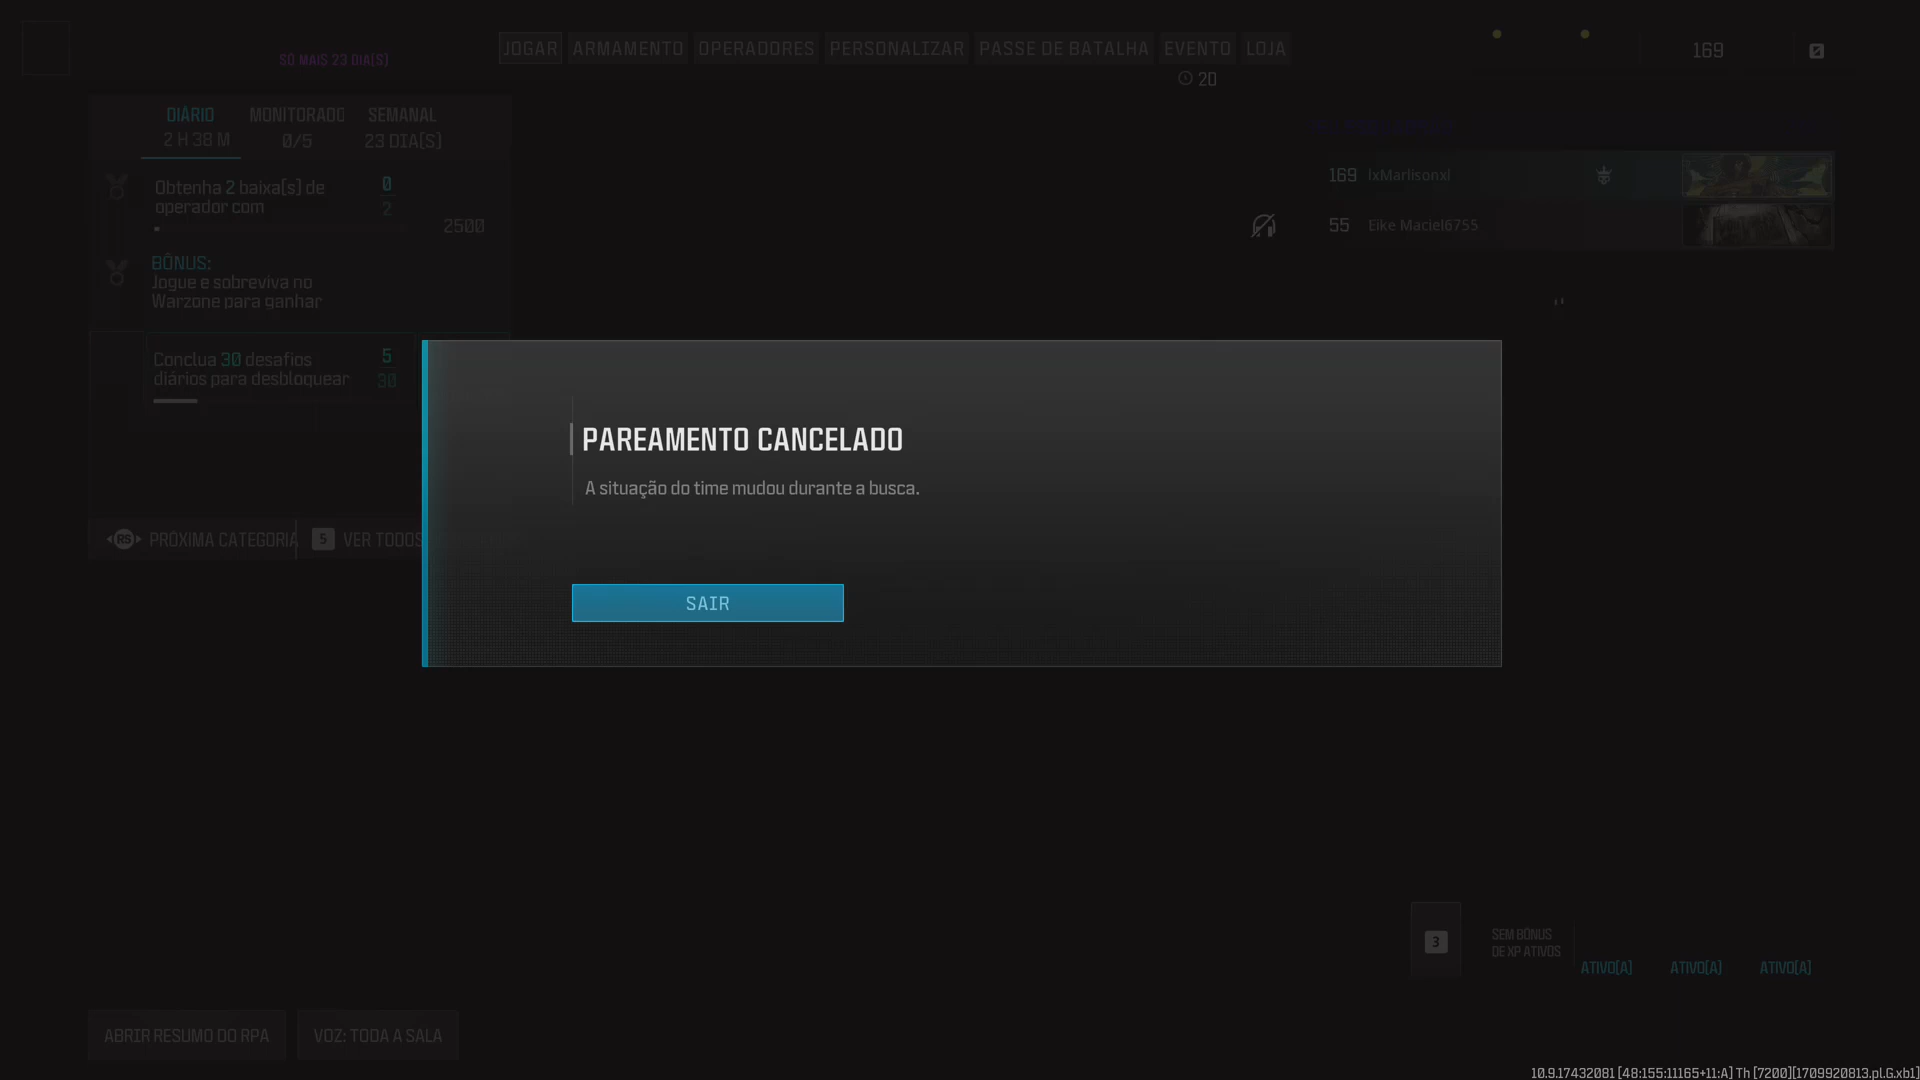 SÓ MAIS 23 DIA(S)
JOGAR ARMAMENTO OPERADORES PERSONALIZAR PASSE DE BATALHA EVENTO LOJA
20
169 0
DIÁRIO MONITORADO SEMANAL
2 H 38 M 0/5 23 DIA(S)
Obtenha 2 baixa(s) de
operador com
0
2
2500
BÔNUS:
Jogue e sobreviva no
Warzone para ganhar
Conclua 30 desafios
diários para desbloquear
5
30
RS PRÓXIMA CATEGORIA 5 VER TODOS
169 lxMarlisonxl
55 Eike Maciel6755
PAREAMENTO CANCELADO
A situação do time mudou durante a busca.
SAIR
3
SEM BÔNUS
DE XP ATIVOS
ATIVO(A) ATIVO(A) ATIVO(A)
ABRIR RESUMO DO RPA VOZ: TODA A SALA
10.9.17432081 [48:155:11165+11:A] Th [7200][1709920813.pl.G.xb1]